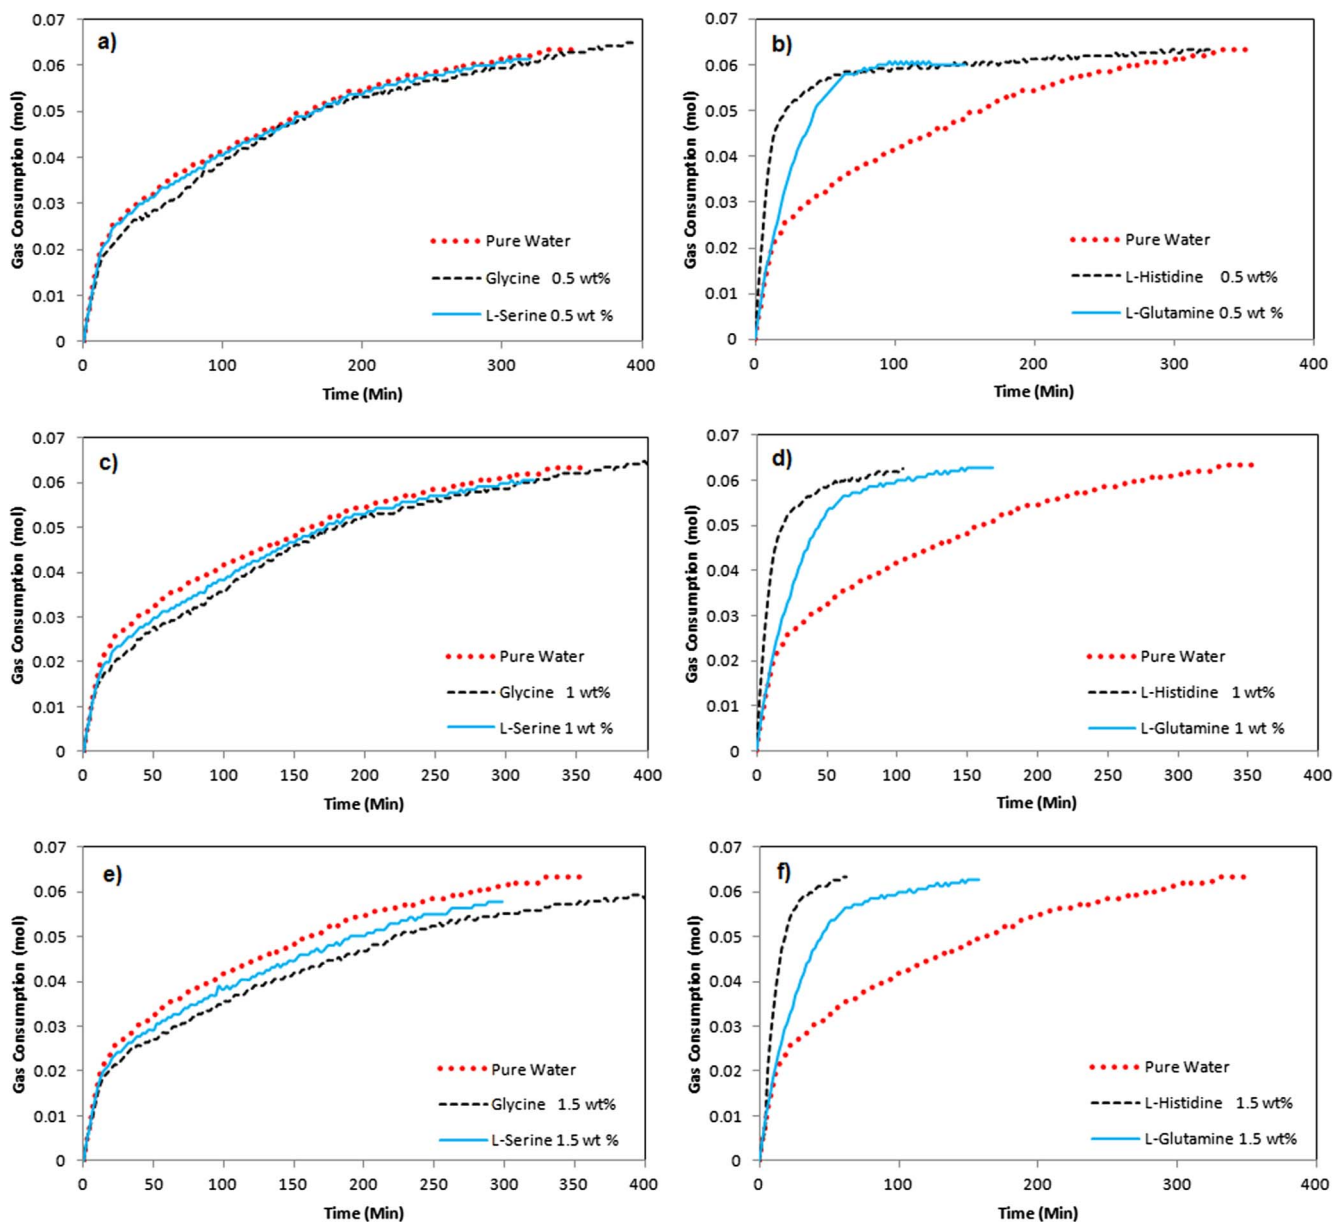 a)
0.07
0.06
0.05
0.04
0.03
0.02
0.01
0
Gas Consumption (mol)
Pure Water
Glycine 0.5 wt%
L-Serine 0.5 wt %
0 100 200 300 400
Time (Min)
b)
0.07
0.06
0.05
0.04
0.03
0.02
0.01
0
Gas Consumption (mol)
Pure Water
L-Histidine 0.5 wt%
L-Glutamine 0.5 wt %
0 100 200 300 400
Time (Min)
c)
0.07
0.06
0.05
0.04
0.03
0.02
0.01
0
Gas Consumption (mol)
Pure Water
Glycine 1 wt%
L-Serine 1 wt %
0 50 100 150 200 250 300 350 400
Time (Min)
d)
0.07
0.06
0.05
0.04
0.03
0.02
0.01
0
Gas Consumption (mol)
Pure Water
L-Histidine 1 wt%
L-Glutamine 1 wt %
0 50 100 150 200 250 300 350 400
Time (Min)
e)
0.07
0.06
0.05
0.04
0.03
0.02
0.01
0
Gas Consumption (mol)
Pure Water
Glycine 1.5 wt%
L-Serine 1.5 wt %
0 50 100 150 200 250 300 350 400
Time (Min)
f)
0.07
0.06
0.05
0.04
0.03
0.02
0.01
0
Gas Consumption (mol)
Pure Water
L-Histidine 1.5 wt%
L-Glutamine 1.5 wt%
0 100 200 300 400
Time (Min)